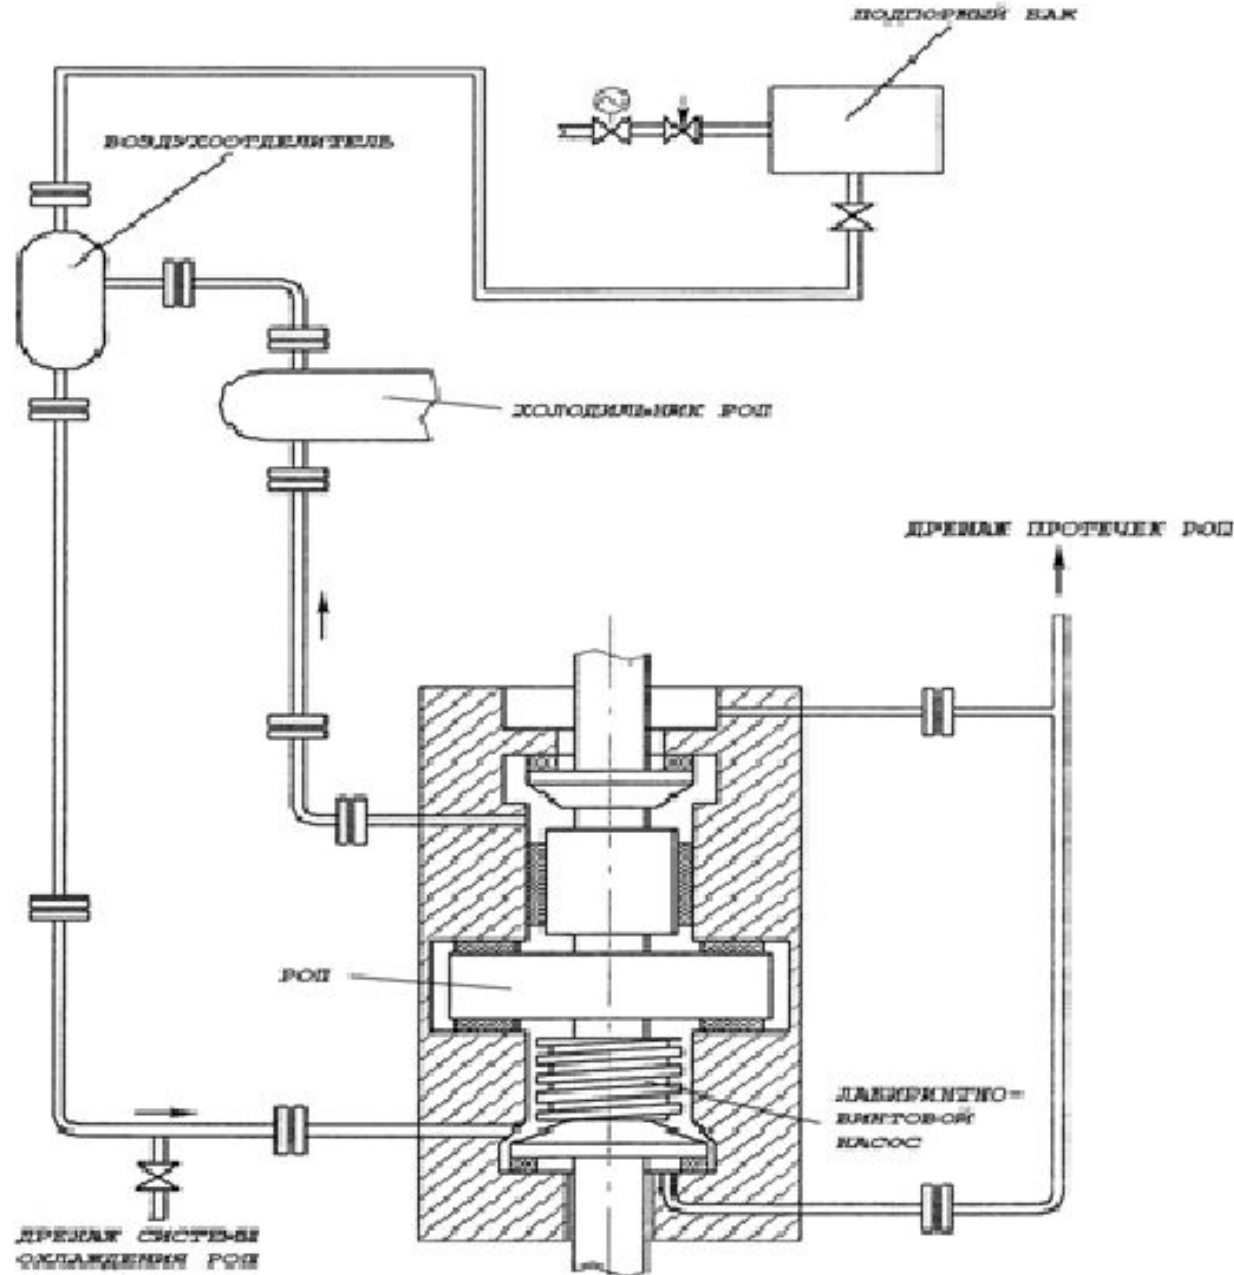 ПОДПОРНЫЙ БАК
ВОЗДУХООТДЕЛИТЕЛЬ
ХОЛОДИЛЬНИК РОП
ДРЕНАЖ ПРОТЕЧЕК РОП
РОП
ЛАБИРИНТНО-
ВИНТОВОЙ
НАСОС
ДРЕНАЖ СИСТЕМЫ
ОХЛАЖДЕНИЯ РОП